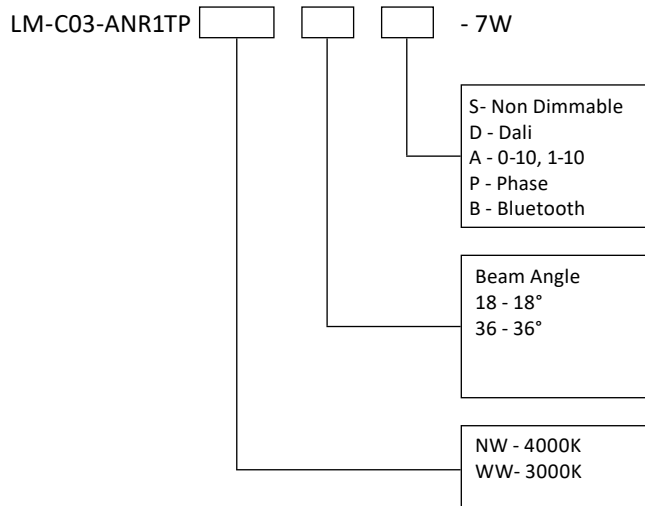 LM-C03-ANR1TP - 7W
S- Non Dimmable
D - Dali
A - 0-10, 1-10
P - Phase
B - Bluetooth
Beam Angle
18 - 18°
36 - 36°
NW - 4000K
WW- 3000K